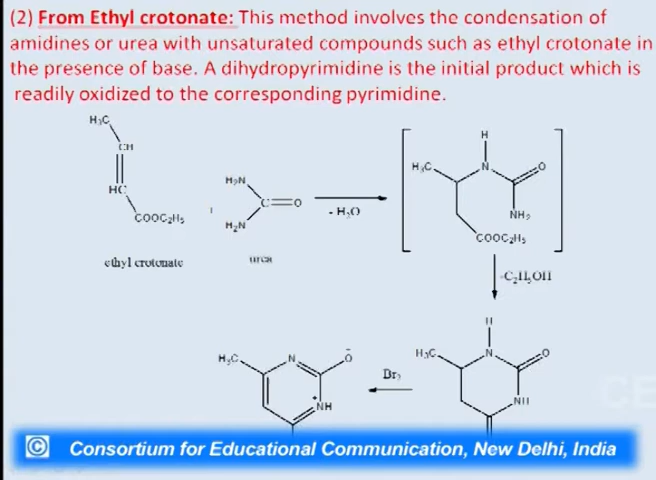 (2) From Ethyl crotonate: This method involves the condensation of
amidines or urea with unsaturated compounds such as ethyl crotonate in
the presence of base. A dihydropyrimidine is the initial product which is
readily oxidized to the corresponding pyrimidine.
H₃C
CH
HC
COOC₂H₅
ethyl crotonate
+
H₂N
C
O
H₂N
urea
- H₂O
H
H₃C
N
O
NH₂
COOC₂H₅
-C₂H₅OH
H
H₃C
N
O
NH
Br₂
H₃C
N
O⁻
⁺NH
CE
© Consortium for Educational Communication, New Delhi, India